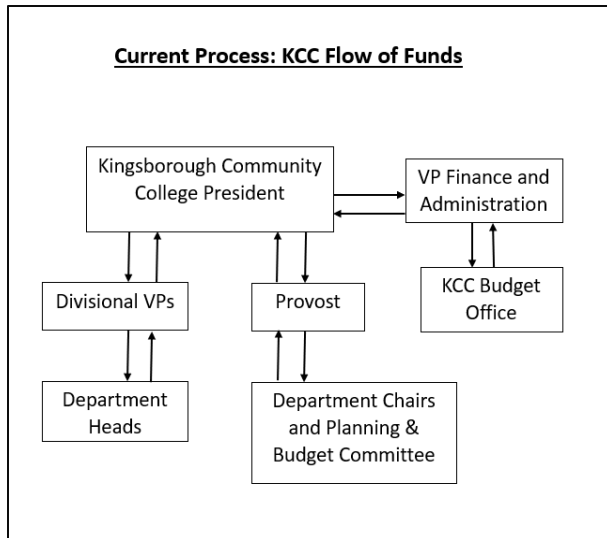 Current Process: KCC Flow of Funds
Kingsborough Community
College President
VP Finance and
Administration
Divisional VPs
Provost
KCC Budget
Office
Department
Heads
Department Chairs
and Planning &
Budget Committee